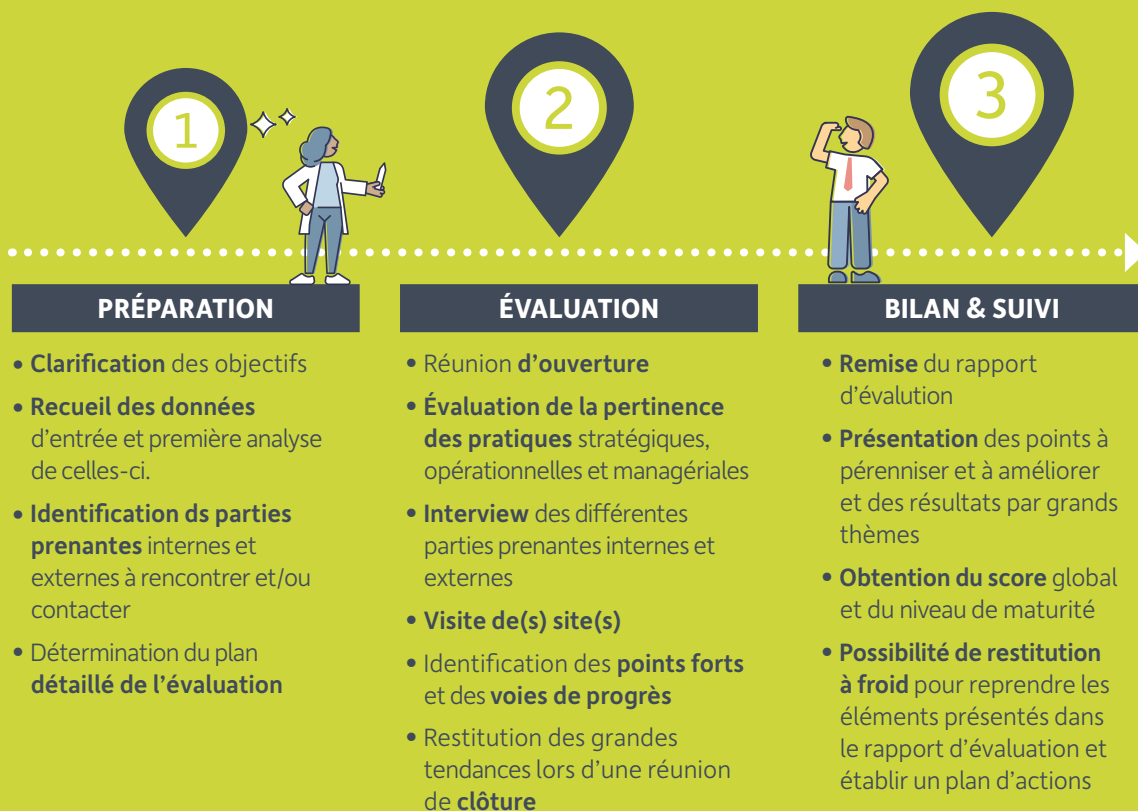 1
PRÉPARATION
• Clarification des objectifs
• Recueil des données
d'entrée et première analyse
de celles-ci.
• Identification ds parties
prenantes internes et
externes à rencontrer et/ou
contacter
• Détermination du plan
détaillé de l'évaluation
2
ÉVALUATION
• Réunion d'ouverture
• Évaluation de la pertinence
des pratiques stratégiques,
opérationnelles et managériales
• Interview des différentes
parties prenantes internes et
externes
• Visite de(s) site(s)
• Identification des points forts
et des voies de progrès
• Restitution des grandes
tendances lors d'une réunion
de clôture
3
BILAN & SUIVI
• Remise du rapport
d'évalution
• Présentation des points à
pérenniser et à améliorer
et des résultats par grands
thèmes
• Obtention du score global
et du niveau de maturité
• Possibilité de restitution
à froid pour reprendre les
éléments présentés dans
le rapport d'évaluation et
établir un plan d'actions